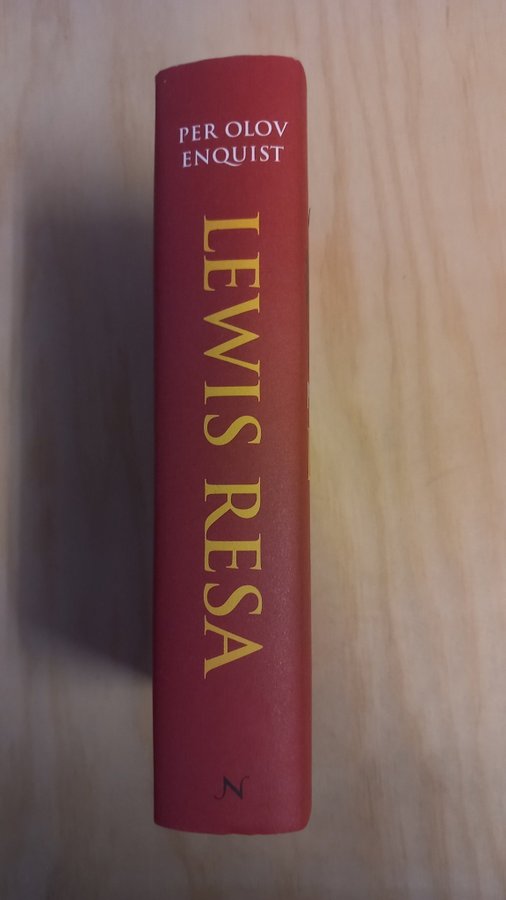 PER OLOV
ENQUIST
LEWIS RESA
N